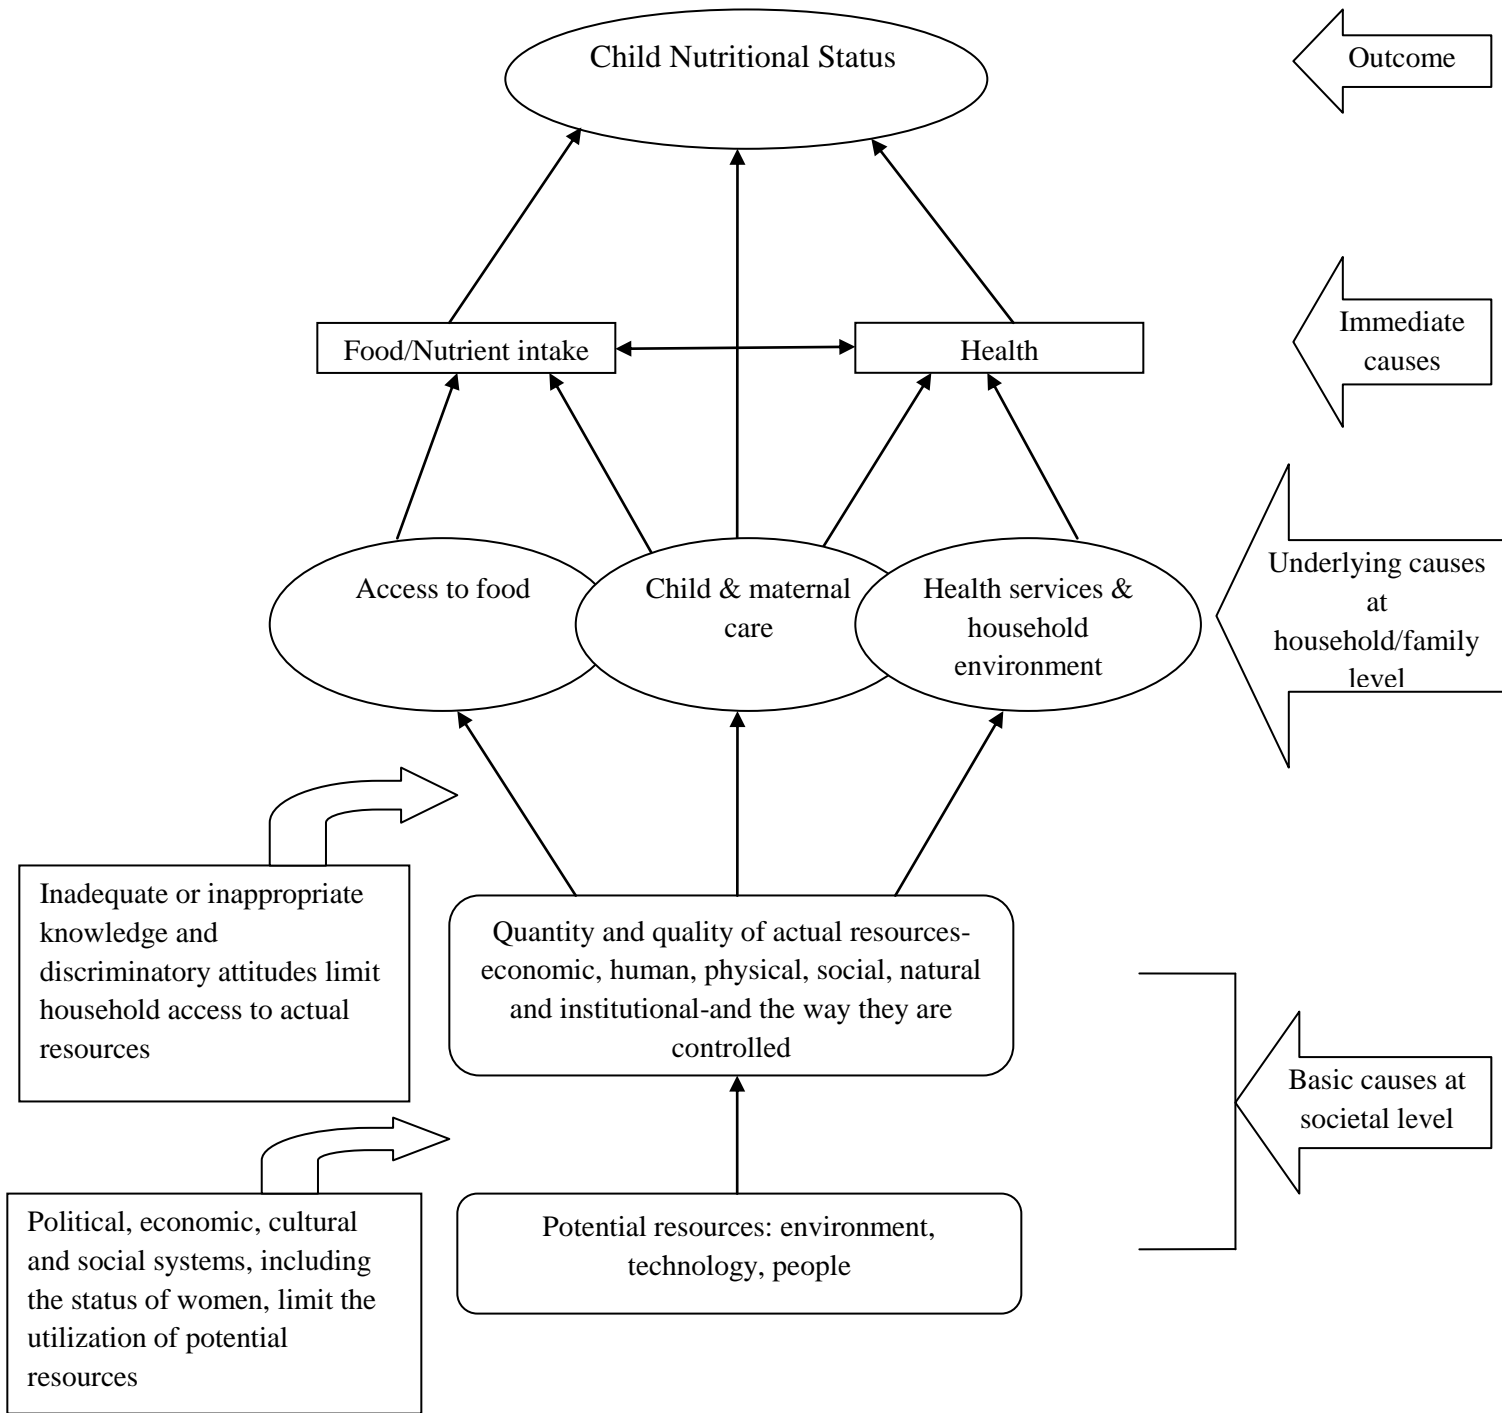 Child Nutritional Status
Outcome
Food/Nutrient intake
Health
Immediate
causes
Access to food
Child & maternal
care
Health services &
household
environment
Underlying causes
at
household/family
level
Inadequate or inappropriate
knowledge and
discriminatory attitudes limit
household access to actual
resources
Quantity and quality of actual resources-
economic, human, physical, social, natural
and institutional-and the way they are
controlled
Basic causes at
societal level
Political, economic, cultural
and social systems, including
the status of women, limit the
utilization of potential
resources
Potential resources: environment,
technology, people